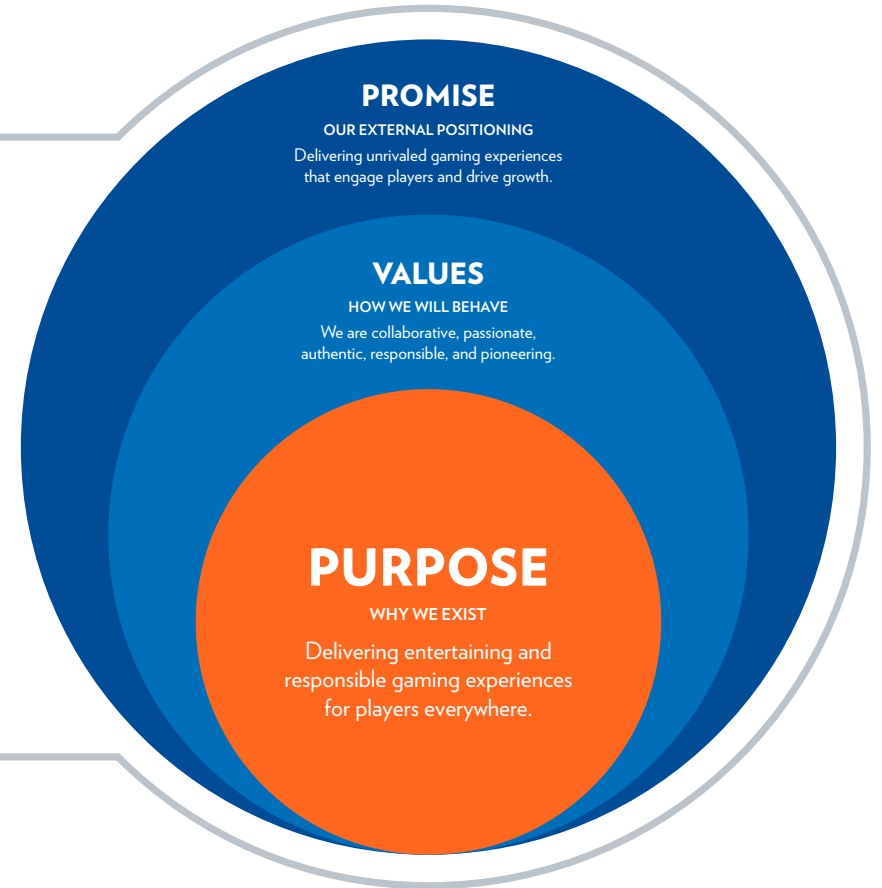 PROMISE
OUR EXTERNAL POSITIONING
Delivering unrivaled gaming experiences
that engage players and drive growth.
VALUES
HOW WE WILL BEHAVE
We are collaborative, passionate,
authentic, responsible, and pioneering.
PURPOSE
WHY WE EXIST
Delivering entertaining and
responsible gaming experiences
for players everywhere.